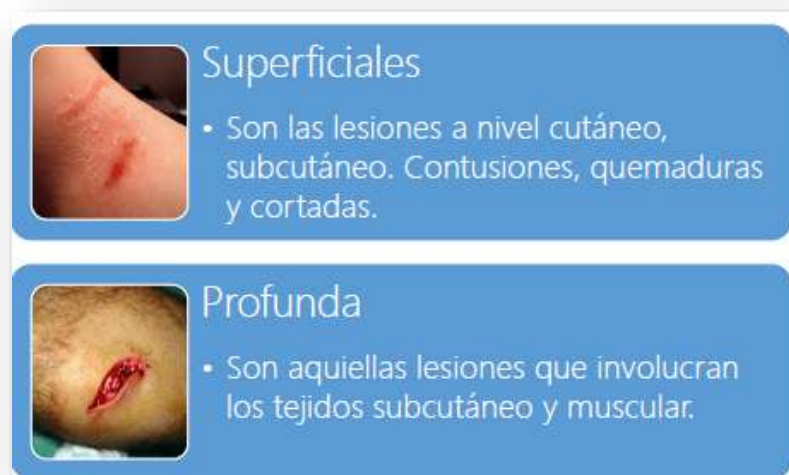 Superficiales
• Son las lesiones a nivel cutáneo,
subcutáneo. Contusiones, quemaduras
y cortadas.
Profunda
• Son aquiellas lesiones que involucran
los tejidos subcutáneo y muscular.